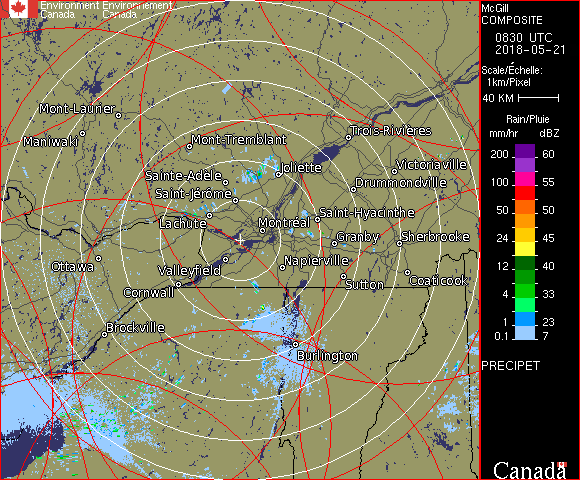 Environment Environnement
Canada Canada
McGill
COMPOSITE
0830 UTC
2018-05-21
Scale/Échelle:
1km/Pixel
40 KM
Rain/Pluie
mm/hr dBZ
200 60
100 55
50 50
24 45
12 40
4 33
1 23
0.1 7
PRECIPET
Canada
Mont-Laurier
Maniwaki
Mont-Tremblant
Trois-Rivières
Victoriaville
Joliette
Sainte-Adèle
Drummondville
Saint-Jérôme
Saint-Hyacinthe
Lachute
Montréal
Granby
Sherbrooke
Ottawa
Valleyfield
Napierville
Cornwall
Sutton
Coaticook
Brockville
Burlington